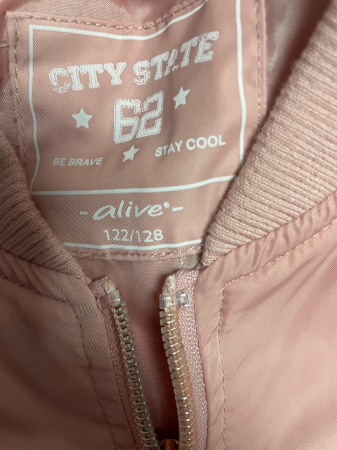 CITY STATE
62
BE BRAVE STAY COOL
-alive®-
122/128